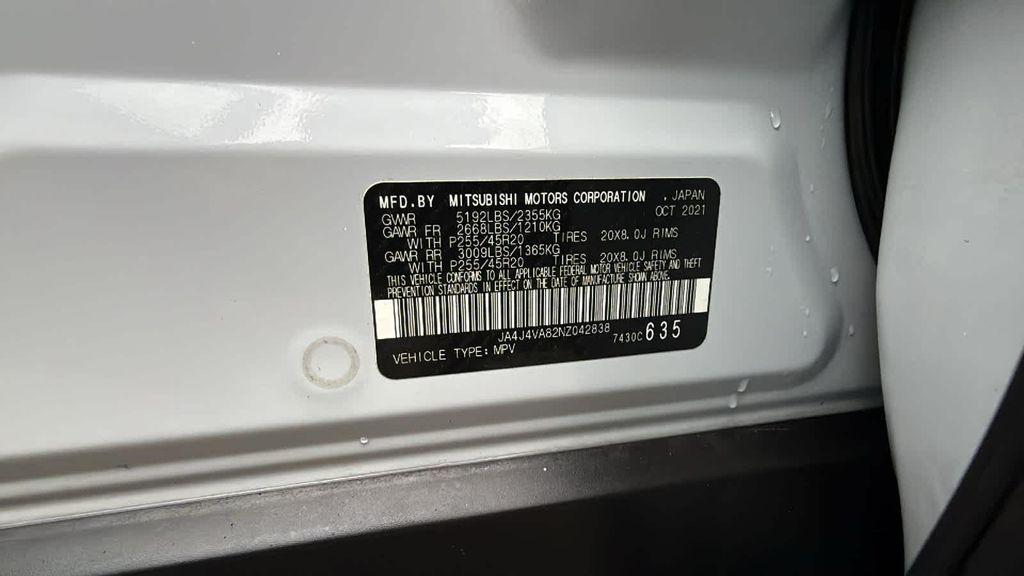 MFD.BY MITSUBISHI MOTORS CORPORATION , JAPAN
GVWR 5192LBS/2355KG OCT 2021
GAWR FR 2668LBS/1210KG
WITH P255/45R20 TIRES 20X8.0J RIMS
GAWR RR 3009LBS/1365KG
WITH P255/45R20 TIRES 20X8.0J RIMS
THIS VEHICLE CONFORMS TO ALL APPLICABLE FEDERAL MOTOR VEHICLE SAFETY AND THEFT
PREVENTION STANDARDS IN EFFECT ON THE DATE OF MANUFACTURE SHOWN ABOVE.
JA4J4VA82NZ042838 7430C 635
VEHICLE TYPE: MPV